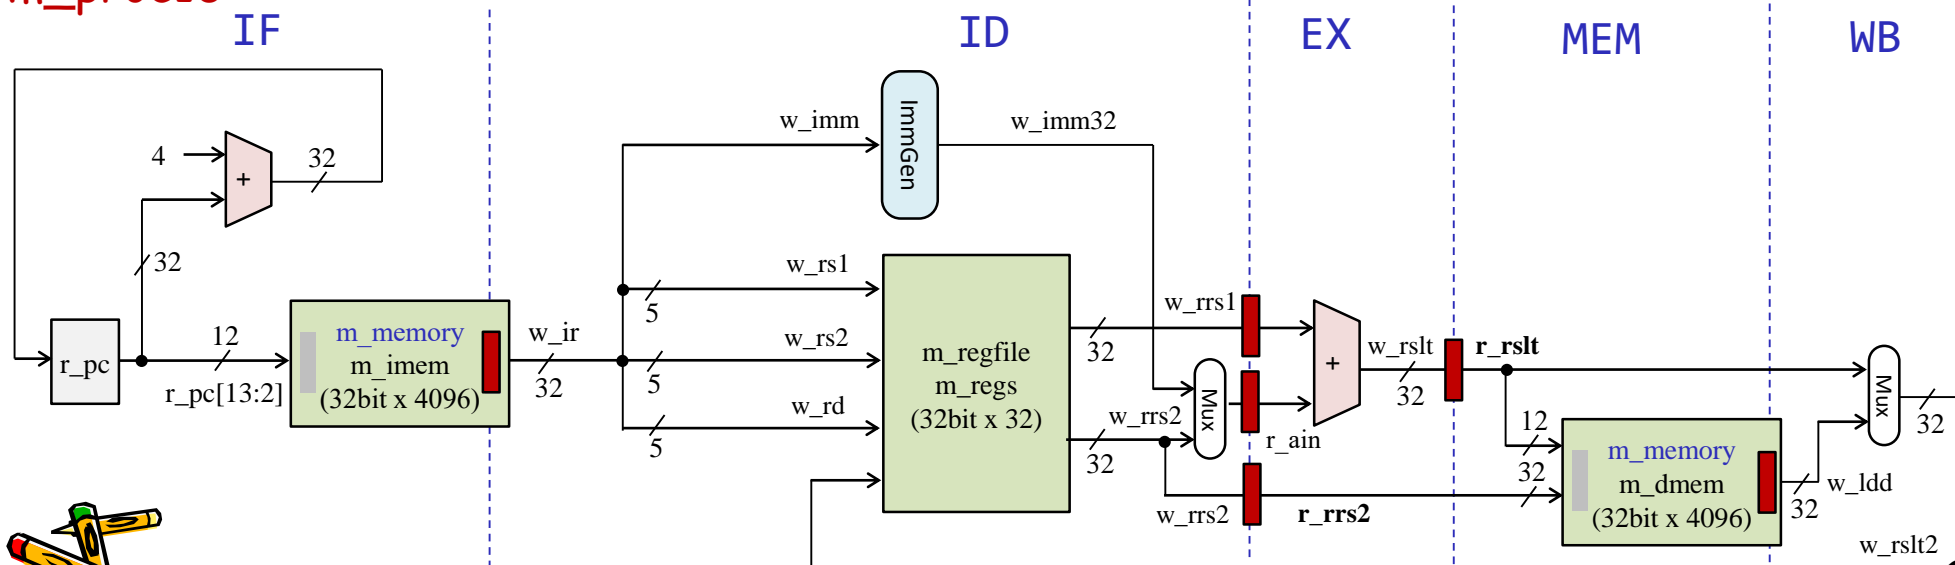 IF
ID
EX
MEM
WB
w_imm
ImmGen
w_imm32
4
+
32
32
r_pc
12
r_pc[13:2]
m_memory
m_imem
(32bit x 4096)
w_ir
32
w_rs1
5
w_rs2
5
w_rd
5
m_regfile
m_regs
(32bit x 32)
32
32
w_rrs1
w_rrs2
Mux
r_ain
w_rrs2
r_rrs2
+
w_rslt
32
r_rslt
12
32
m_memory
m_dmem
(32bit x 4096)
32
w_ldd
Mux
32
w_rslt2